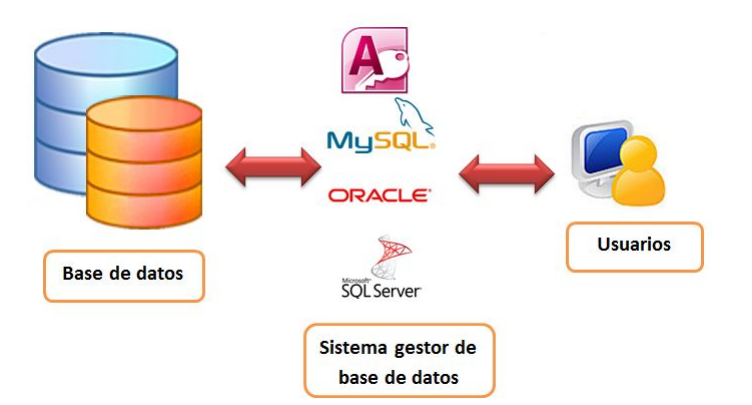 A
MySQL
ORACLE
Microsoft
SQL Server
Base de datos
Usuarios
Sistema gestor de
base de datos